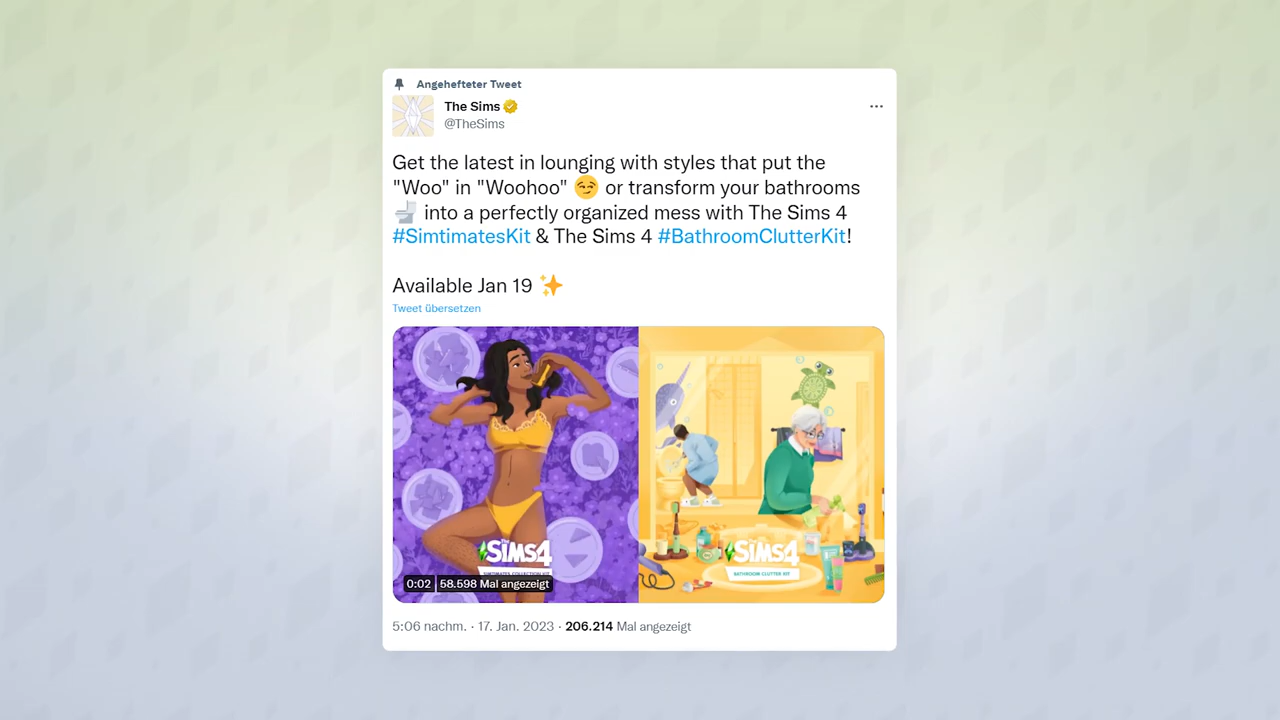 Angehefteter Tweet
The Sims
@TheSims
Get the latest in lounging with styles that put the
"Woo" in "Woohoo" 😏 or transform your bathrooms
🚽 into a perfectly organized mess with The Sims 4
#SimtimatesKit & The Sims 4 #BathroomClutterKit!
Available Jan 19 ✨
Tweet übersetzen
THE SIMS 4
SIMTIMATES COLLECTION KIT
0:02 58.598 Mal angezeigt
THE SIMS 4
BATHROOM CLUTTER KIT
5:06 nachm. · 17. Jan. 2023 · 206.214 Mal angezeigt